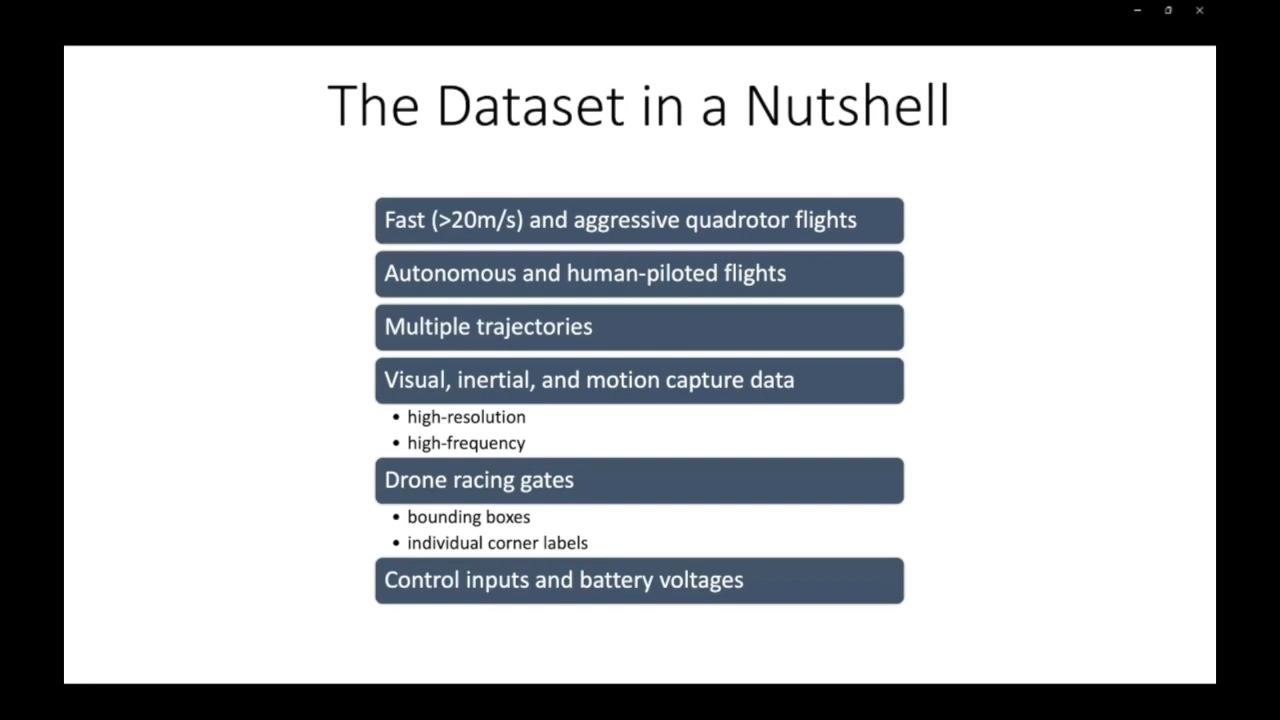 The Dataset in a Nutshell
Fast (>20m/s) and aggressive quadrotor flights
Autonomous and human-piloted flights
Multiple trajectories
Visual, inertial, and motion capture data
• high-resolution
• high-frequency
Drone racing gates
• bounding boxes
• individual corner labels
Control inputs and battery voltages